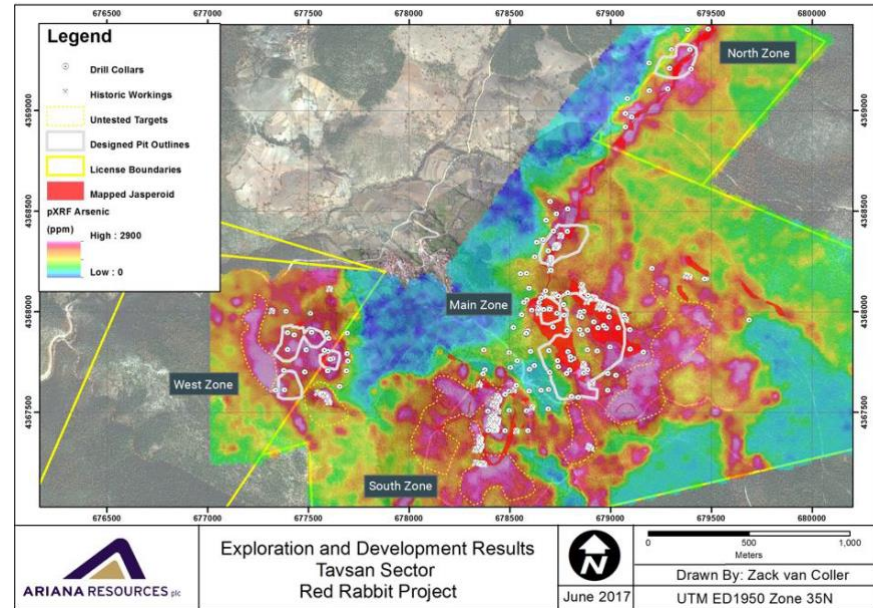 676500 677000 677500 678000 678500 679000 679500 680000
Legend
Drill Collars
Historic Workings
Untested Targets
Designed Pit Outlines
License Boundaries
Mapped Jasperoid
pXRF Arsenic
(ppm)
High : 2900
Low : 0
North Zone
Main Zone
West Zone
South Zone
4369000
4368500
4368000
4367500
4369000
4368500
4368000
4367500
676500 677000 677500 678000 678500 679000 679500 680000
ARIANA RESOURCES plc
Exploration and Development Results
Tavsan Sector
Red Rabbit Project
N
June 2017
0 500 1,000
Meters
Drawn By: Zack van Coller
UTM ED1950 Zone 35N